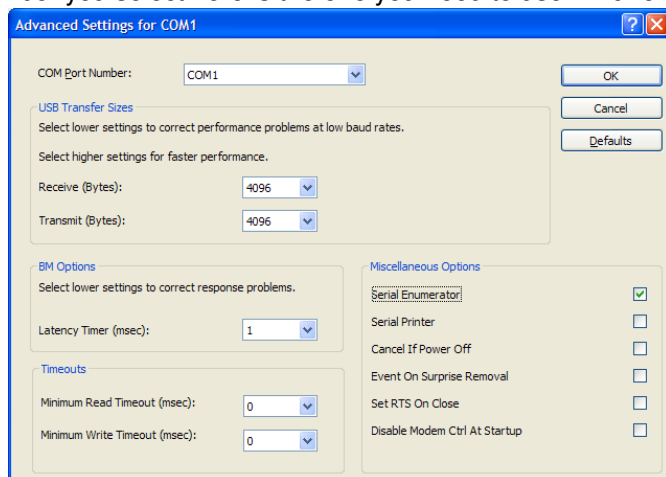 Advanced Settings for COM1
COM Port Number: COM1 OK
USB Transfer Sizes Cancel
Select lower settings to correct performance problems at low baud rates.
Defaults
Select higher settings for faster performance.
Receive (Bytes): 4096
Transmit (Bytes): 4096
BM Options
Select lower settings to correct response problems.
Latency Timer (msec): 1
Timeouts
Minimum Read Timeout (msec): 0
Minimum Write Timeout (msec): 0
Miscellaneous Options
Serial Enumerator
Serial Printer
Cancel If Power Off
Event On Surprise Removal
Set RTS On Close
Disable Modem Ctrl At Startup